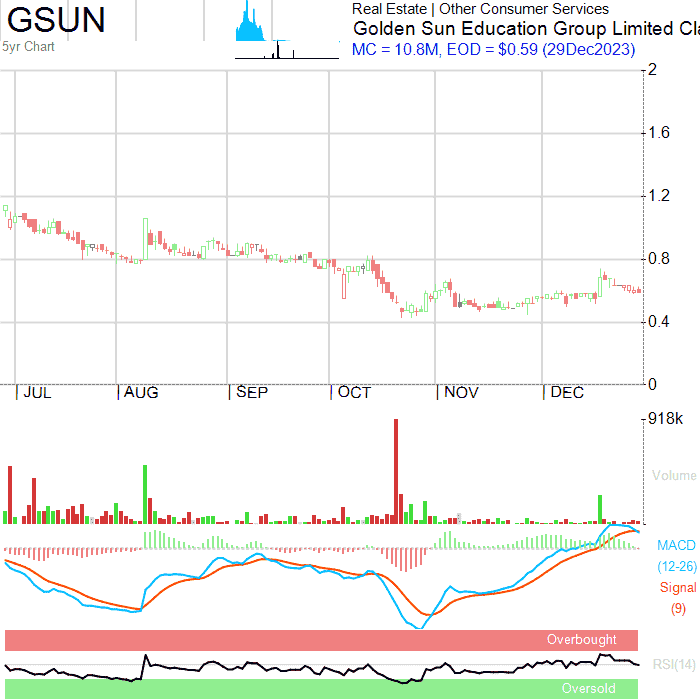 GSUN
5yr Chart
Real Estate | Other Consumer Services
Golden Sun Education Group Limited Cla
MC = 10.8M, EOD = $0.59 (29Dec2023)
2
1.6
1.2
0.8
0.4
0
JUL AUG SEP OCT NOV DEC
918k
Volume
MACD
(12-26)
Signal
(9)
Overbought
RSI(14)
Oversold